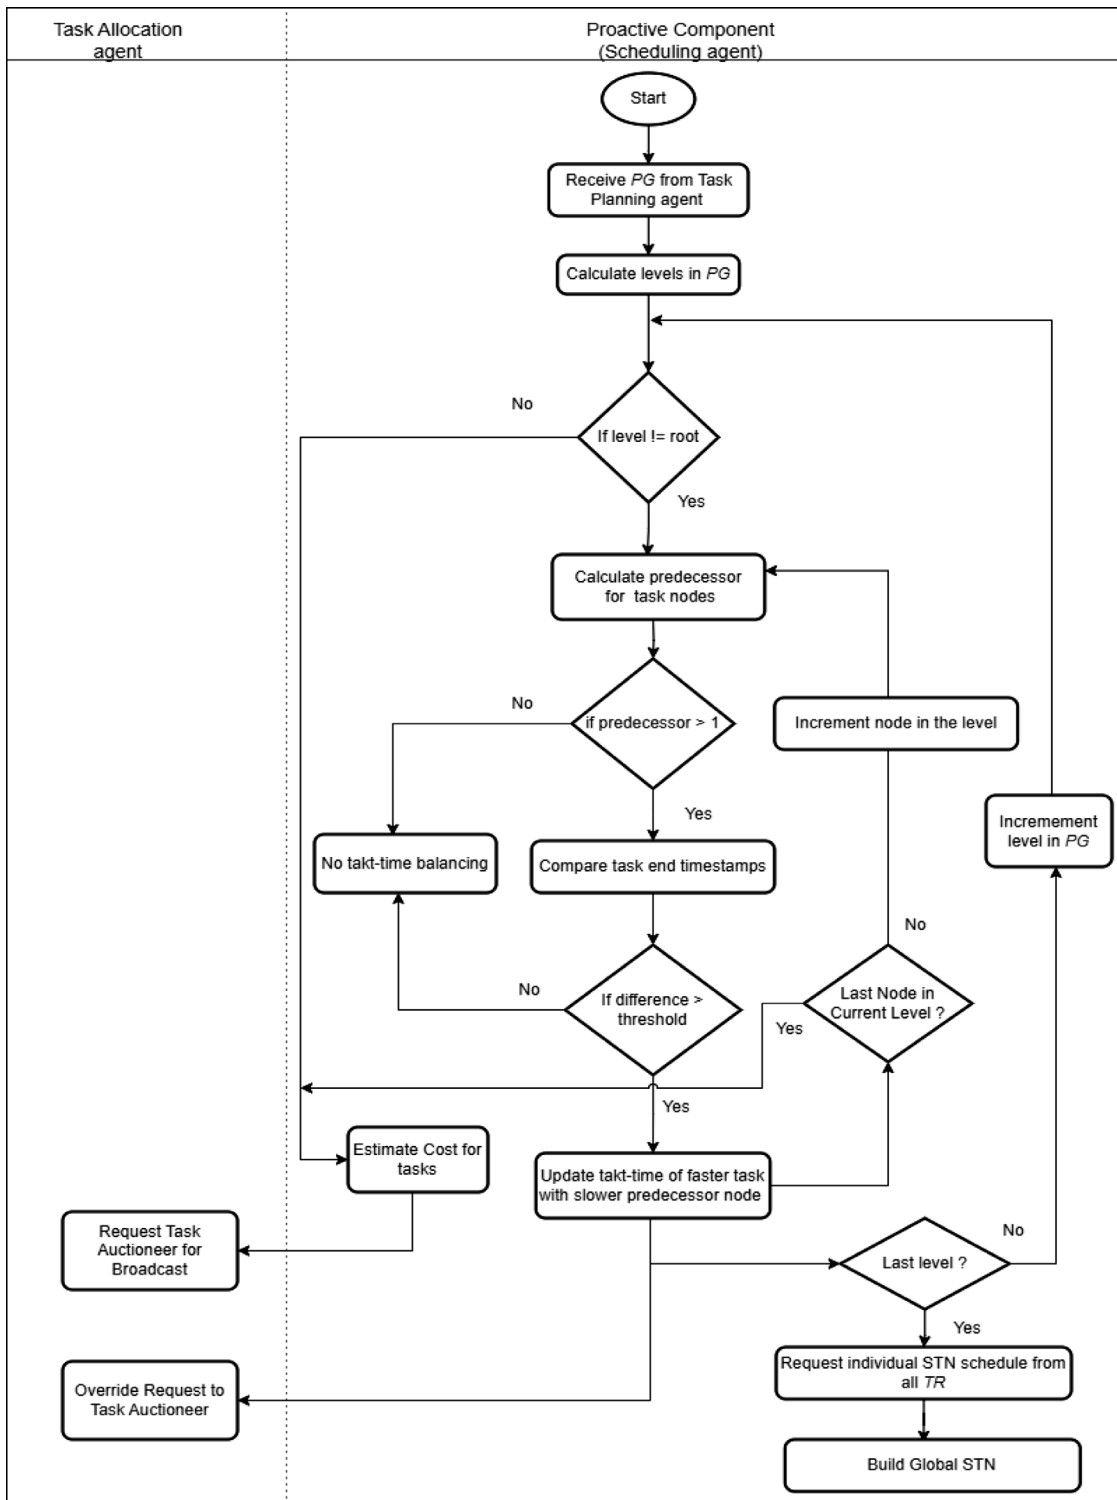 Task Allocation
agent
Proactive Component
(Scheduling agent)
Start
Receive PG from Task
Planning agent
Calculate levels in PG
No
If level != root
Yes
Calculate predecessor
for task nodes
No
if predecessor > 1
Increment node in the level
Yes
Incremement
level in PG
No takt-time balancing
Compare task end timestamps
No
No
If difference >
threshold
Last Node in
Current Level ?
Yes
Yes
Estimate Cost for
tasks
Update takt-time of faster task
with slower predecessor node
Request Task
Auctioneer for
Broadcast
No
Last level ?
Yes
Request individual STN schedule from
all TR
Override Request to
Task Auctioneer
Build Global STN